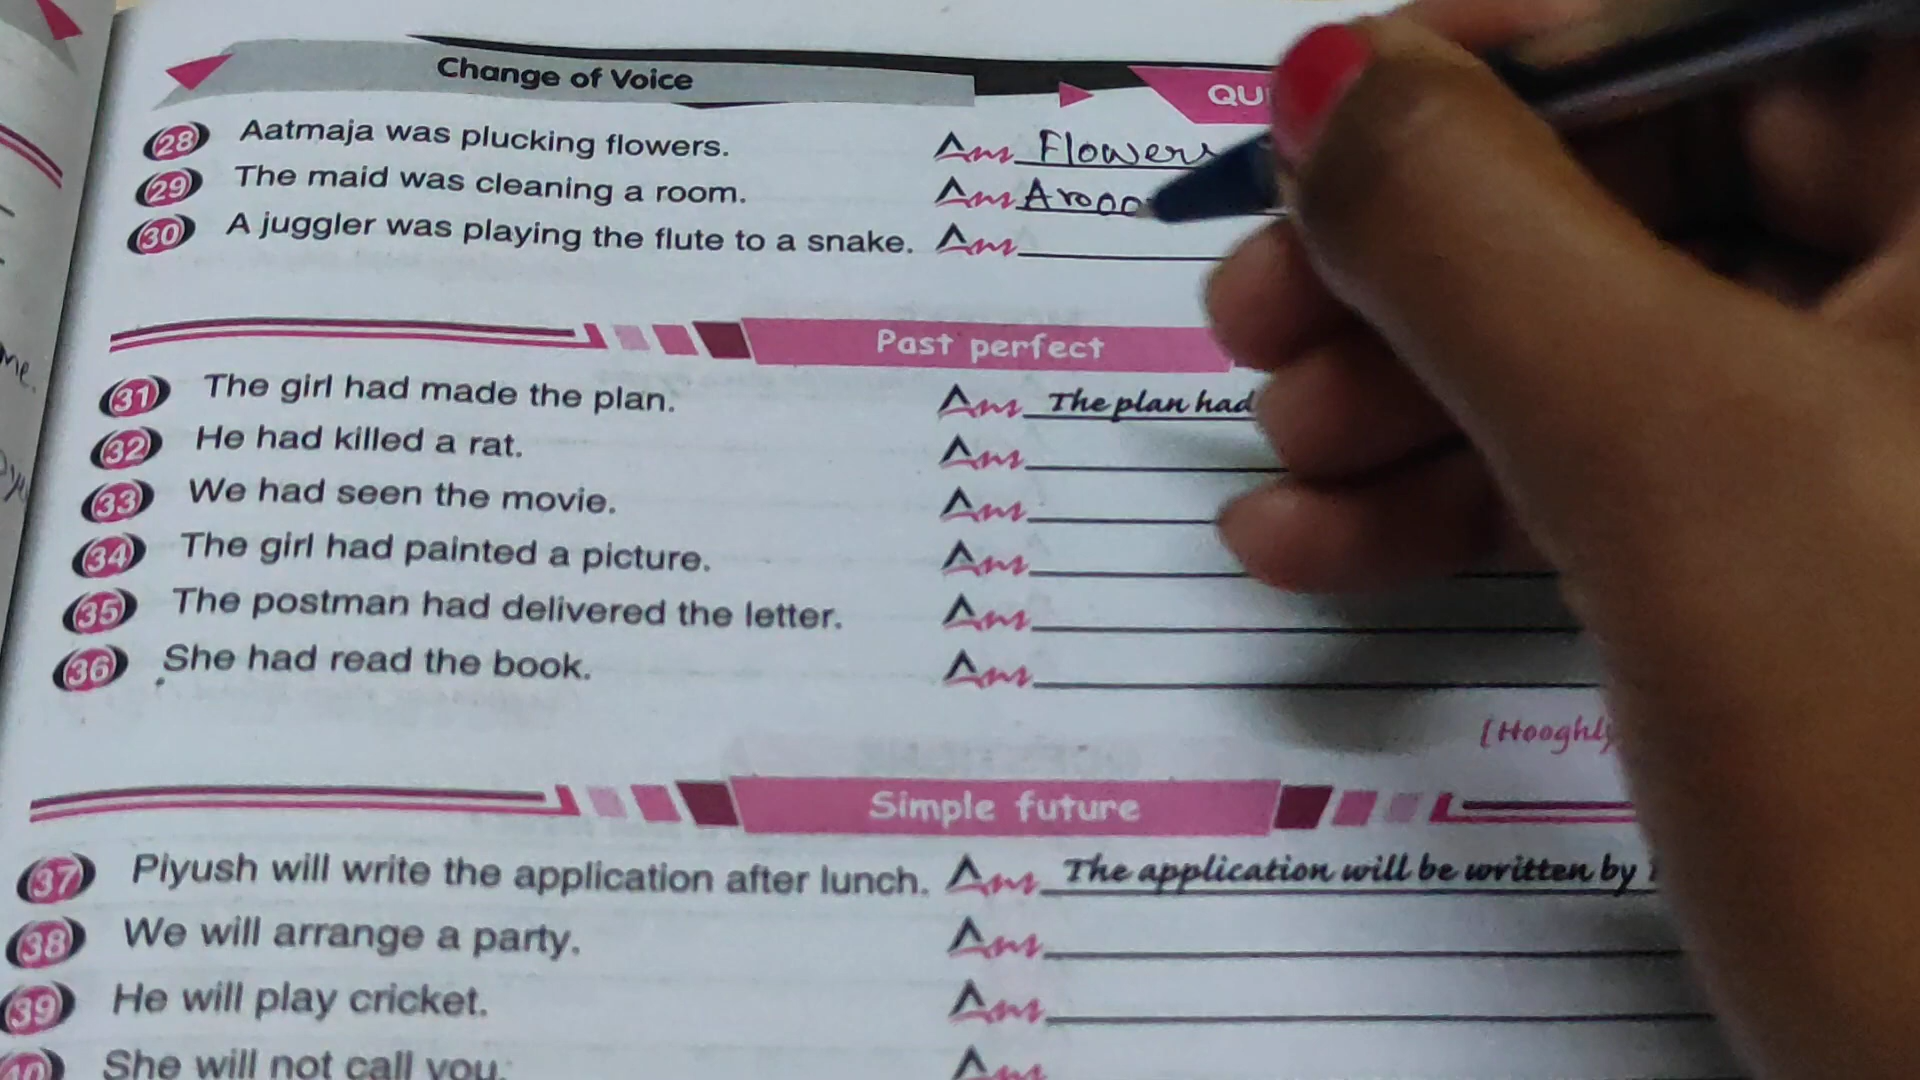 Change of Voice
QU
28 Aatmaja was plucking flowers. Ans Flowers
29 The maid was cleaning a room. Ans A roo
30 A juggler was playing the flute to a snake. Ans
Past perfect
31 The girl had made the plan. Ans The plan had
32 He had killed a rat. Ans
33 We had seen the movie. Ans
34 The girl had painted a picture. Ans
35 The postman had delivered the letter. Ans
36 She had read the book. Ans
[Hooghly
Simple future
37 Piyush will write the application after lunch. Ans The application will be written by
38 We will arrange a party. Ans
39 He will play cricket. Ans
40 She will not call you. Ans